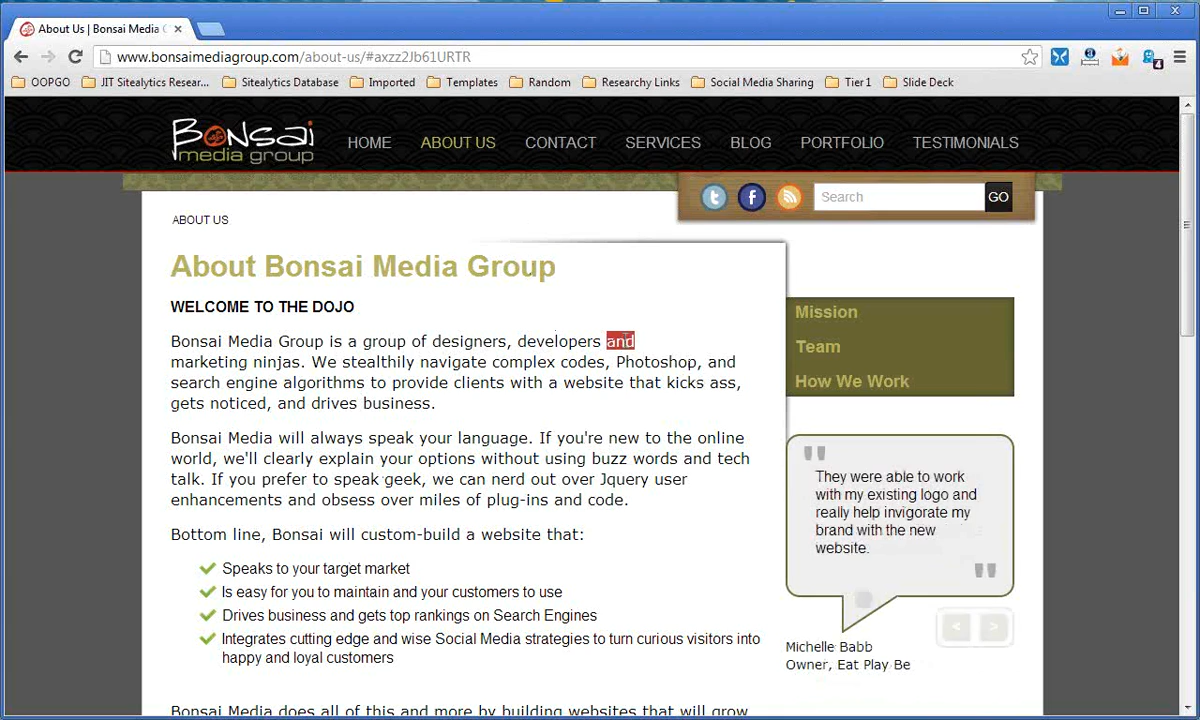 About Us | Bonsai Media G
www.bonsaimediagroup.com/about-us/#axzz2Jb61URTR
OOPGO JIT Sitealytics Resear... Sitealytics Database Imported Templates Random Researchy Links Social Media Sharing Tier 1 Slide Deck
4
Bonsai
media group
HOME ABOUT US CONTACT SERVICES BLOG PORTFOLIO TESTIMONIALS
t f Search GO
ABOUT US
About Bonsai Media Group
WELCOME TO THE DOJO
Bonsai Media Group is a group of designers, developers and
marketing ninjas. We stealthily navigate complex codes, Photoshop, and
search engine algorithms to provide clients with a website that kicks ass,
gets noticed, and drives business.
Bonsai Media will always speak your language. If you're new to the online
world, we'll clearly explain your options without using buzz words and tech
talk. If you prefer to speak geek, we can nerd out over Jquery user
enhancements and obsess over miles of plug-ins and code.
Bottom line, Bonsai will custom-build a website that:
Speaks to your target market
Is easy for you to maintain and your customers to use
Drives business and gets top rankings on Search Engines
Integrates cutting edge and wise Social Media strategies to turn curious visitors into
happy and loyal customers
Bonsai Media does all of this and more by building websites that will grow
Mission
Team
How We Work
"
They were able to work
with my existing logo and
really help invigorate my
brand with the new
website.
"
< >
Michelle Babb
Owner, Eat Play Be